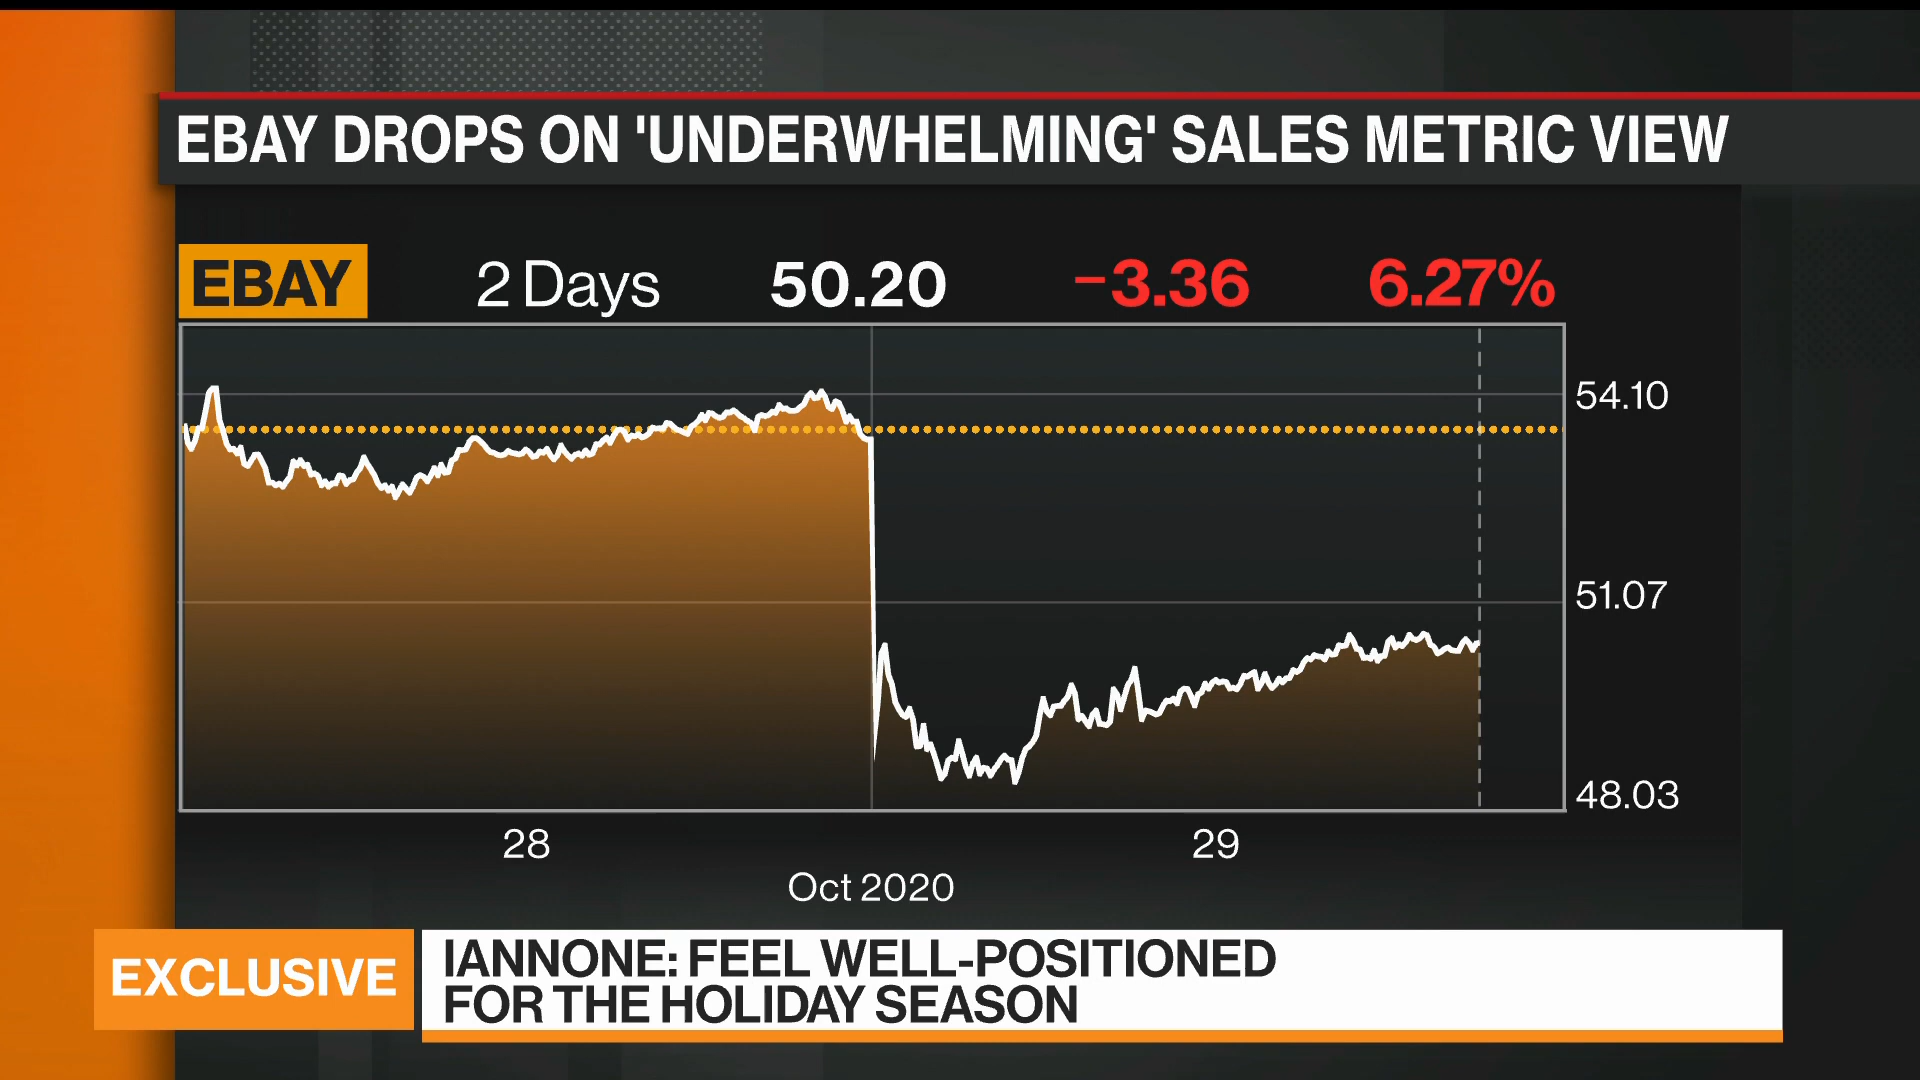 EBAY DROPS ON 'UNDERWHELMING' SALES METRIC VIEW
EBAY 2 Days 50.20 −3.36 6.27%
54.10
51.07
48.03
28 29
Oct 2020
EXCLUSIVE
IANNONE: FEEL WELL-POSITIONED
FOR THE HOLIDAY SEASON